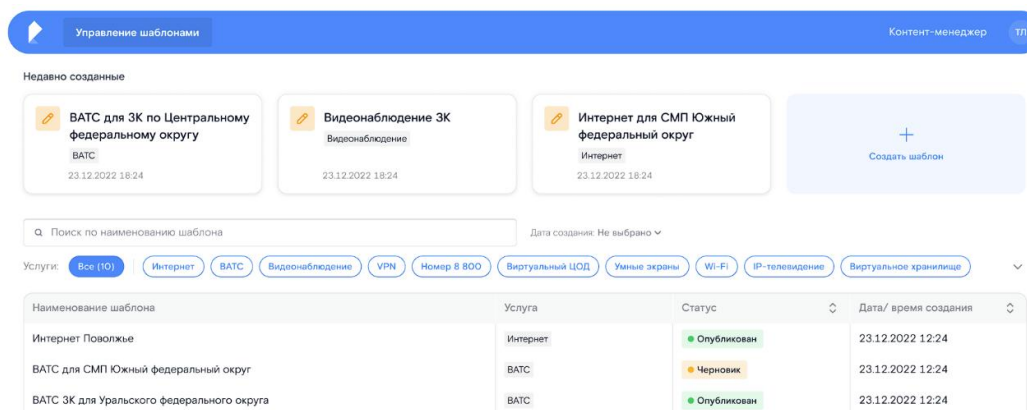 Управление шаблонами
Контент-менеджер
ТЛ
Недавно созданные
ВАТС для ЗК по Центральному
федеральному округу
ВАТС
23.12.2022 18:24
Видеонаблюдение ЗК
Видеонаблюдение
23.12.2022 18:24
Интернет для СМП Южный
федеральный округ
Интернет
23.12.2022 18:24
Создать шаблон
Поиск по наименованию шаблона
Дата создания: Не выбрано
Услуги: Все (10) Интернет ВАТС Видеонаблюдение VPN Номер 8 800 Виртуальный ЦОД Умные экраны Wi-Fi IP-телевидение Виртуальное хранилище
Наименование шаблона Услуга Статус Дата/ время создания
Интернет Поволжье Интернет Опубликован 23.12.2022 12:24
ВАТС для СМП Южный федеральный округ ВАТС Черновик 23.12.2022 12:24
ВАТС ЗК для Уральского федерального округа ВАТС Опубликован 23.12.2022 12:24